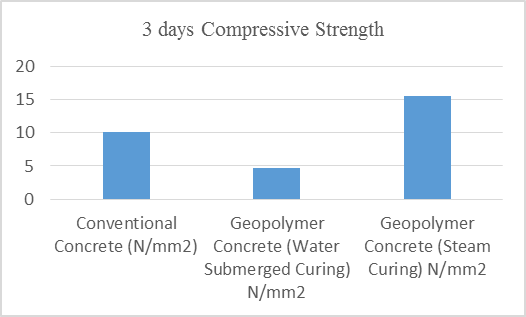 3 days Compressive Strength
20
15
10
5
0
Conventional
Concrete (N/mm2)
Geopolymer
Concrete (Water
Submerged Curing)
N/mm2
Geopolymer
Concrete (Steam
Curing) N/mm2